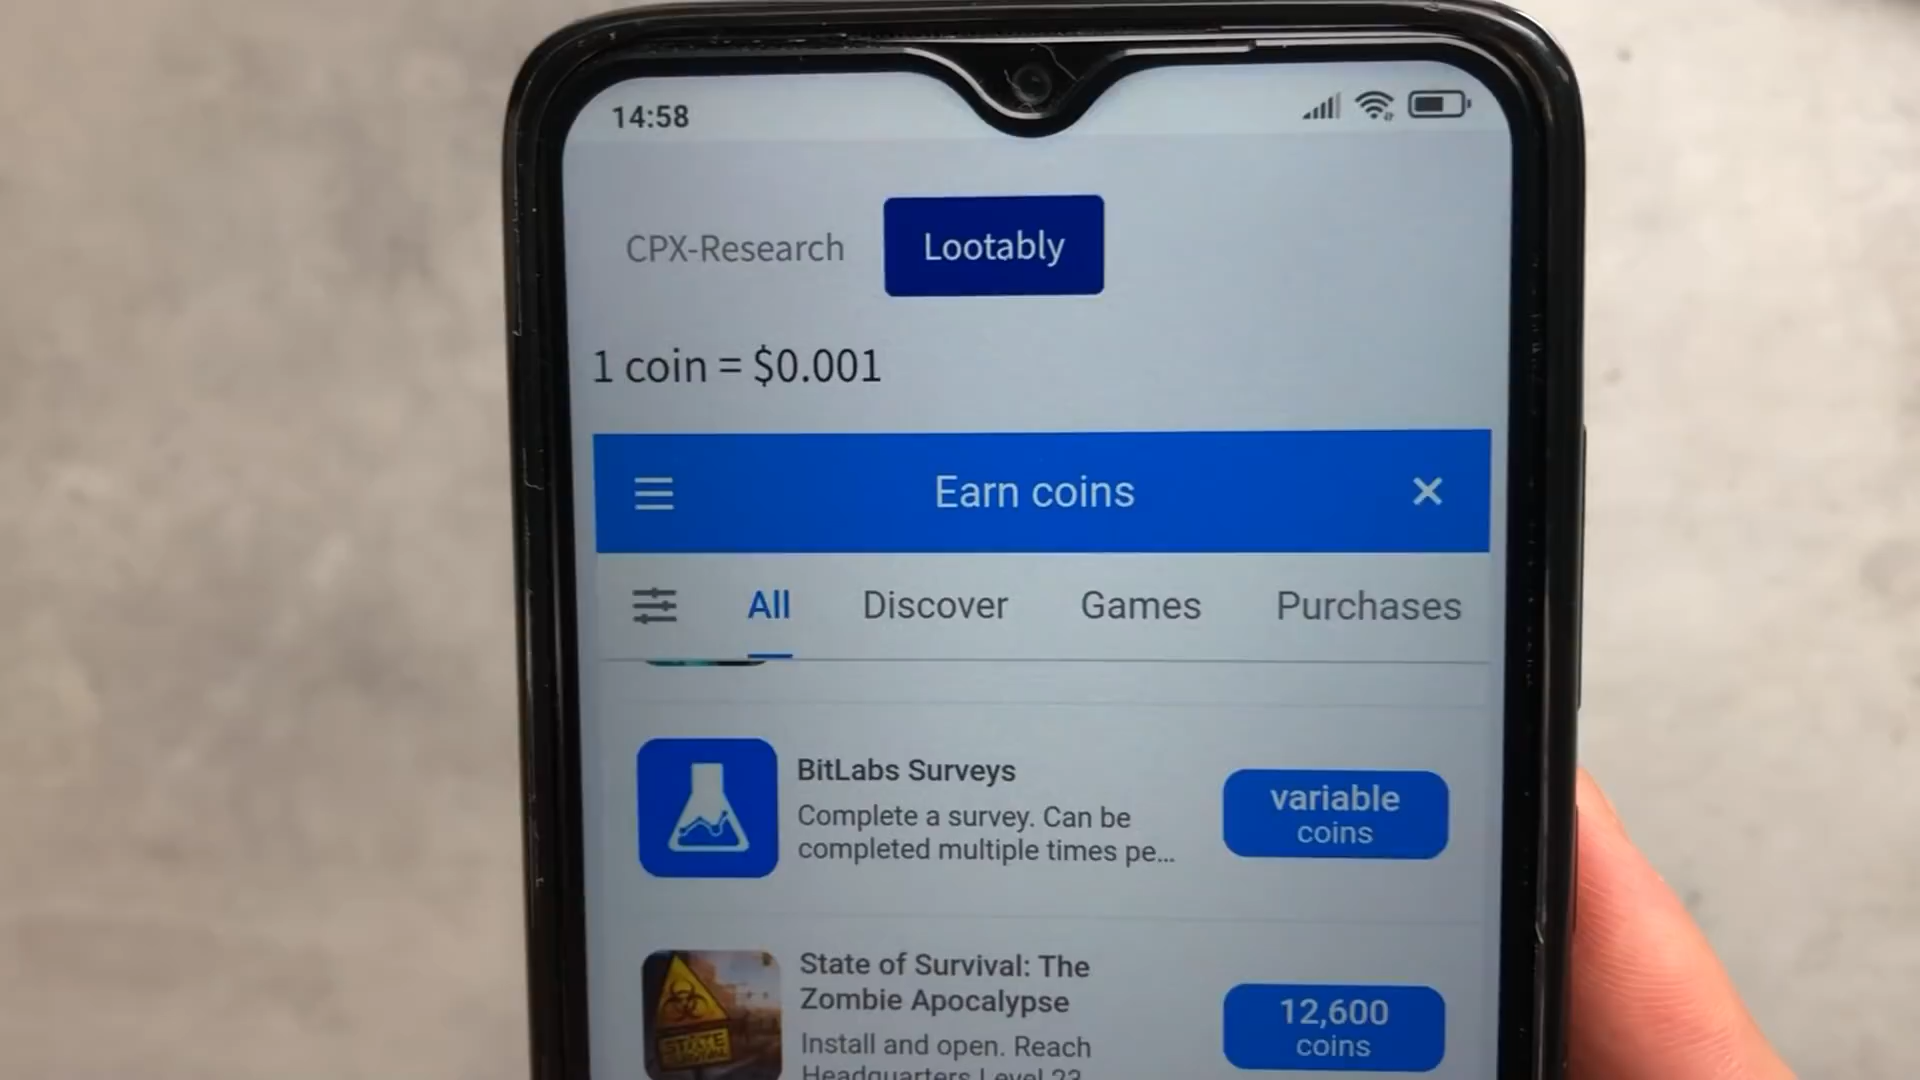 14:58
CPX-Research
Lootably
1 coin = $0.001
Earn coins
All
Discover
Games
Purchases
BitLabs Surveys
Complete a survey. Can be
completed multiple times pe...
variable
coins
State of Survival: The
Zombie Apocalypse
Install and open. Reach
Headquarters Level 23
12,600
coins
STATE